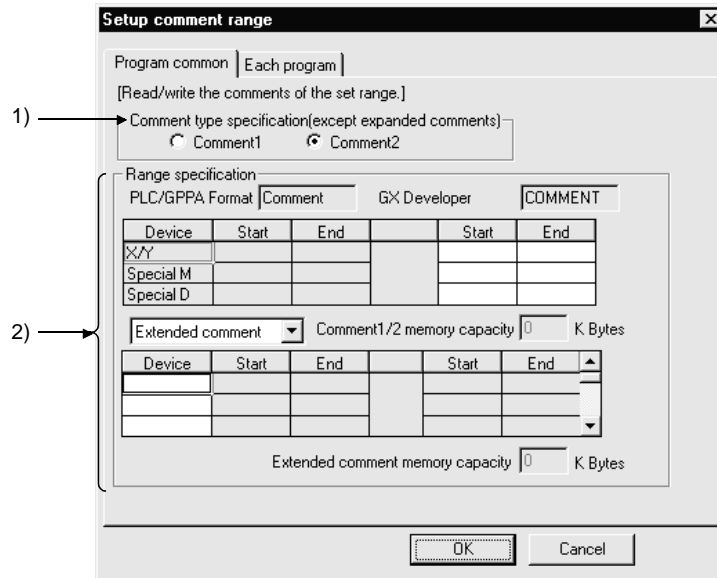 Setup comment range
Program common Each program
[Read/write the comments of the set range.]
1)
Comment type specification(except expanded comments)
Comment1 Comment2
Range specification
PLC/GPPA Format Comment GX Developer COMMENT
Device Start End Start End
X/Y
Special M
Special D
2)
Extended comment Comment1/2 memory capacity 0 K Bytes
Device Start End Start End
Extended comment memory capacity 0 K Bytes
OK Cancel